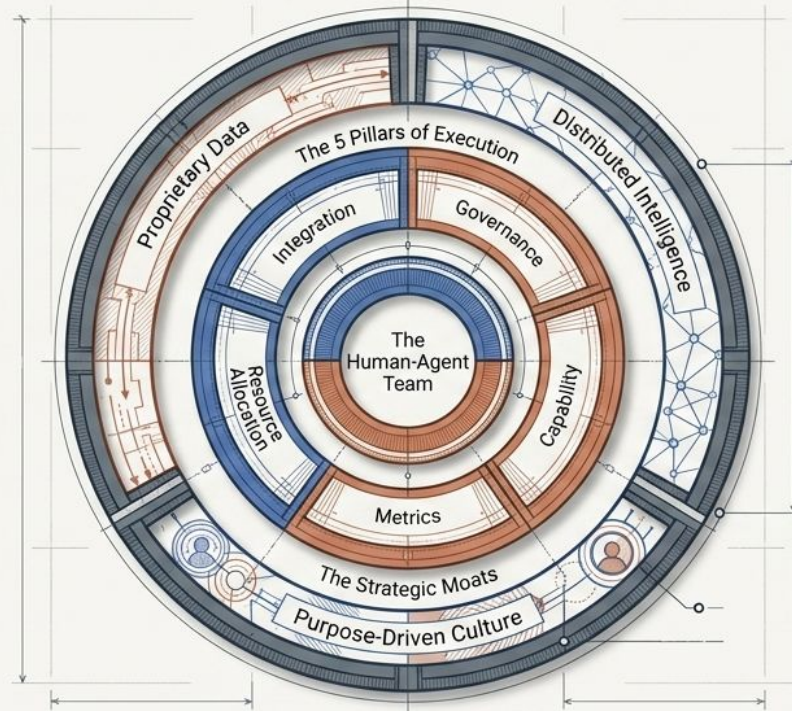 Proprietary Data
Distributed Intelligence
The 5 Pillars of Execution
Integration
Governance
The
Human-Agent
Team
Resource
Allocation
Capability
Metrics
The Strategic Moats
Purpose-Driven Culture